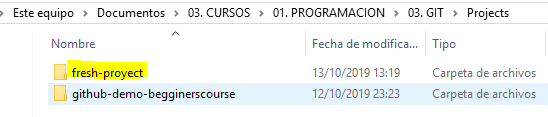 Este equipo > Documentos > 03. CURSOS > 01. PROGRAMACION > 03. GIT > Projects
Nombre Fecha de modifica... Tipo
fresh-proyect 13/10/2019 13:19 Carpeta de archivos
github-demo-begginerscourse 12/10/2019 23:23 Carpeta de archivos